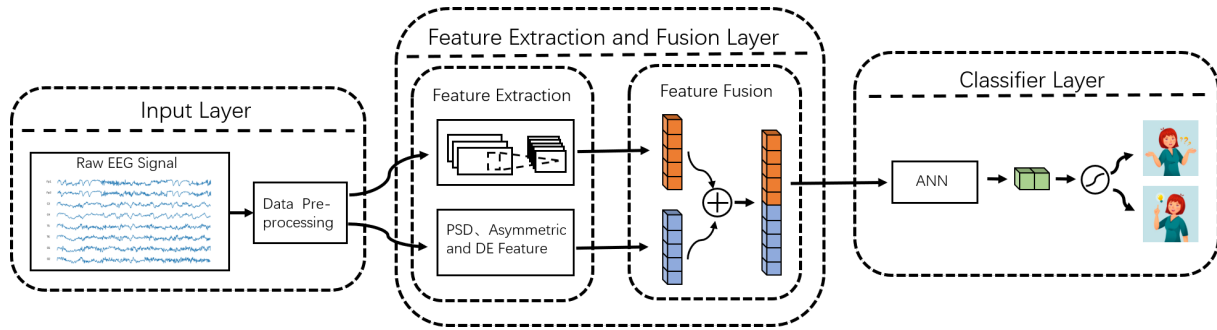 Input Layer
Raw EEG Signal
Data Pre-
processing
Feature Extraction and Fusion Layer
Feature Extraction
PSD、Asymmetric
and DE Feature
Feature Fusion
Classifier Layer
ANN